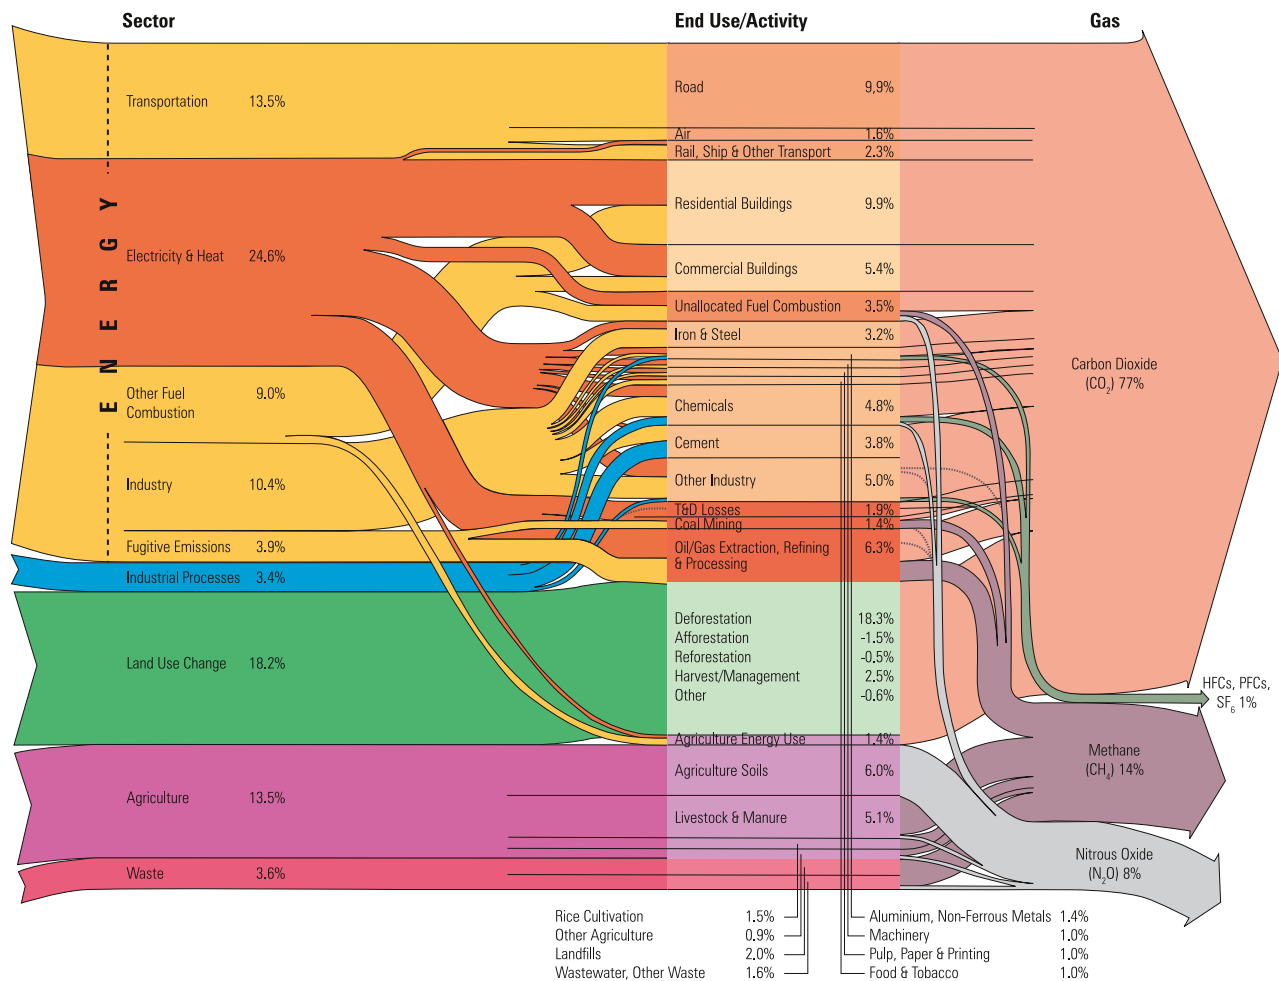 Sector
End Use/Activity
Gas
ENERGY
Transportation 13.5%
Electricity & Heat 24.6%
Other Fuel
Combustion 9.0%
Industry 10.4%
Fugitive Emissions 3.9%
Industrial Processes 3.4%
Land Use Change 18.2%
Agriculture 13.5%
Waste 3.6%
Road 9,9%
Air 1.6%
Rail, Ship & Other Transport 2.3%
Residential Buildings 9.9%
Commercial Buildings 5.4%
Unallocated Fuel Combustion 3.5%
Iron & Steel 3.2%
Chemicals 4.8%
Cement 3.8%
Other Industry 5.0%
T&D Losses 1.9%
Coal Mining 1.4%
Oil/Gas Extraction, Refining 6.3%
& Processing
Deforestation 18.3%
Afforestation -1.5%
Reforestation -0.5%
Harvest/Management 2.5%
Other -0.6%
Agriculture Energy Use 1.4%
Agriculture Soils 6.0%
Livestock & Manure 5.1%
Rice Cultivation 1.5%
Other Agriculture 0.9%
Landfills 2.0%
Wastewater, Other Waste 1.6%
Aluminium, Non-Ferrous Metals 1.4%
Machinery 1.0%
Pulp, Paper & Printing 1.0%
Food & Tobacco 1.0%
Carbon Dioxide
(CO₂) 77%
HFCs, PFCs,
SF₆ 1%
Methane
(CH₄) 14%
Nitrous Oxide
(N₂O) 8%